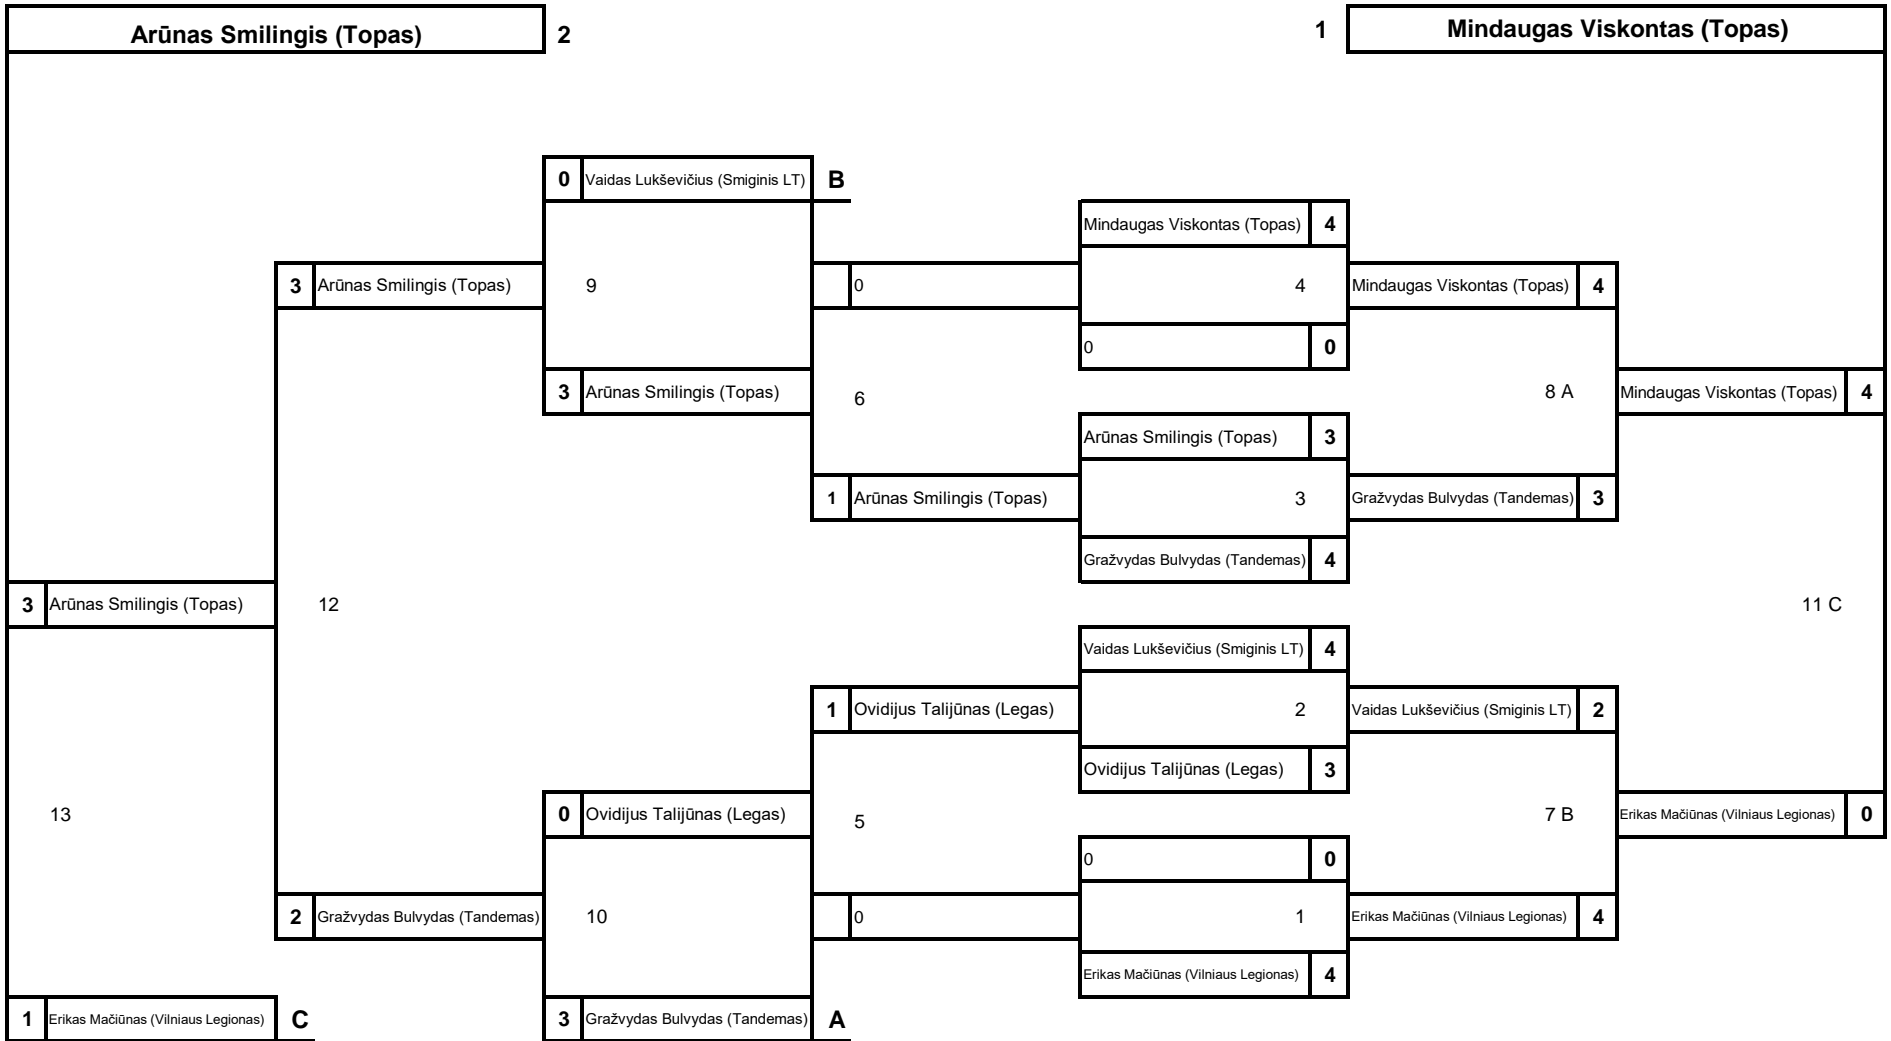 Arūnas Smilingis (Topas) 2 1 Mindaugas Viskontas (Topas)
0 Vaidas Lukševičius (Smiginis LT) B
Mindaugas Viskontas (Topas) 4
3 Arūnas Smilingis (Topas) 9 0 4 Mindaugas Viskontas (Topas) 4
0 0
3 Arūnas Smilingis (Topas) 6 8 A Mindaugas Viskontas (Topas) 4
Arūnas Smilingis (Topas) 3
1 Arūnas Smilingis (Topas) 3 Gražvydas Bulvydas (Tandemas) 3
Gražvydas Bulvydas (Tandemas) 4
3 Arūnas Smilingis (Topas) 12 11 C
Vaidas Lukševičius (Smiginis LT) 4
1 Ovidijus Talijūnas (Legas) 2 Vaidas Lukševičius (Smiginis LT) 2
Ovidijus Talijūnas (Legas) 3
13 0 Ovidijus Talijūnas (Legas) 5 7 B Erikas Mačiūnas (Vilniaus Legionas) 0
0 0
2 Gražvydas Bulvydas (Tandemas) 10 0 1 Erikas Mačiūnas (Vilniaus Legionas) 4
Erikas Mačiūnas (Vilniaus Legionas) 4
1 Erikas Mačiūnas (Vilniaus Legionas) C 3 Gražvydas Bulvydas (Tandemas) A